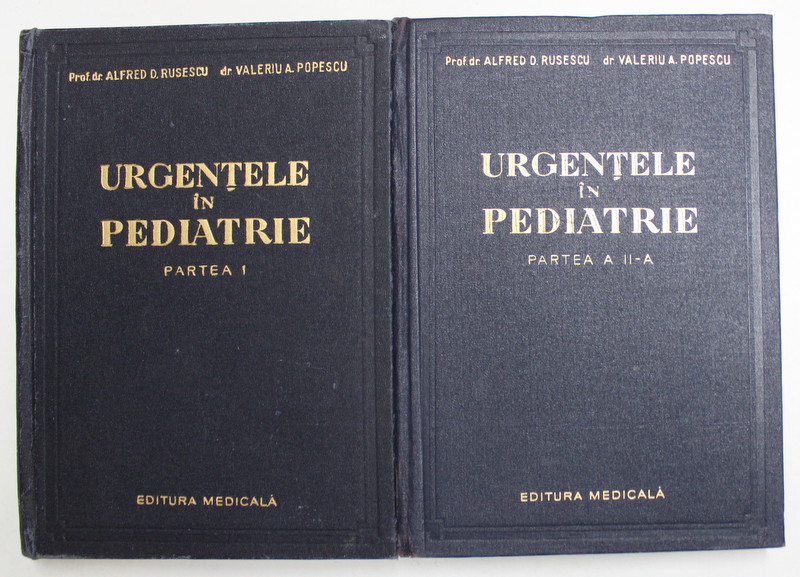 Prof. dr. ALFRED D. RUSESCU dr. VALERIU A. POPESCU
URGENȚELE
ÎN
PEDIATRIE
PARTEA I
EDITURA MEDICALĂ
Prof. dr. ALFRED D. RUSESCU dr. VALERIU A. POPESCU
URGENȚELE
ÎN
PEDIATRIE
PARTEA A II-A
EDITURA MEDICALĂ